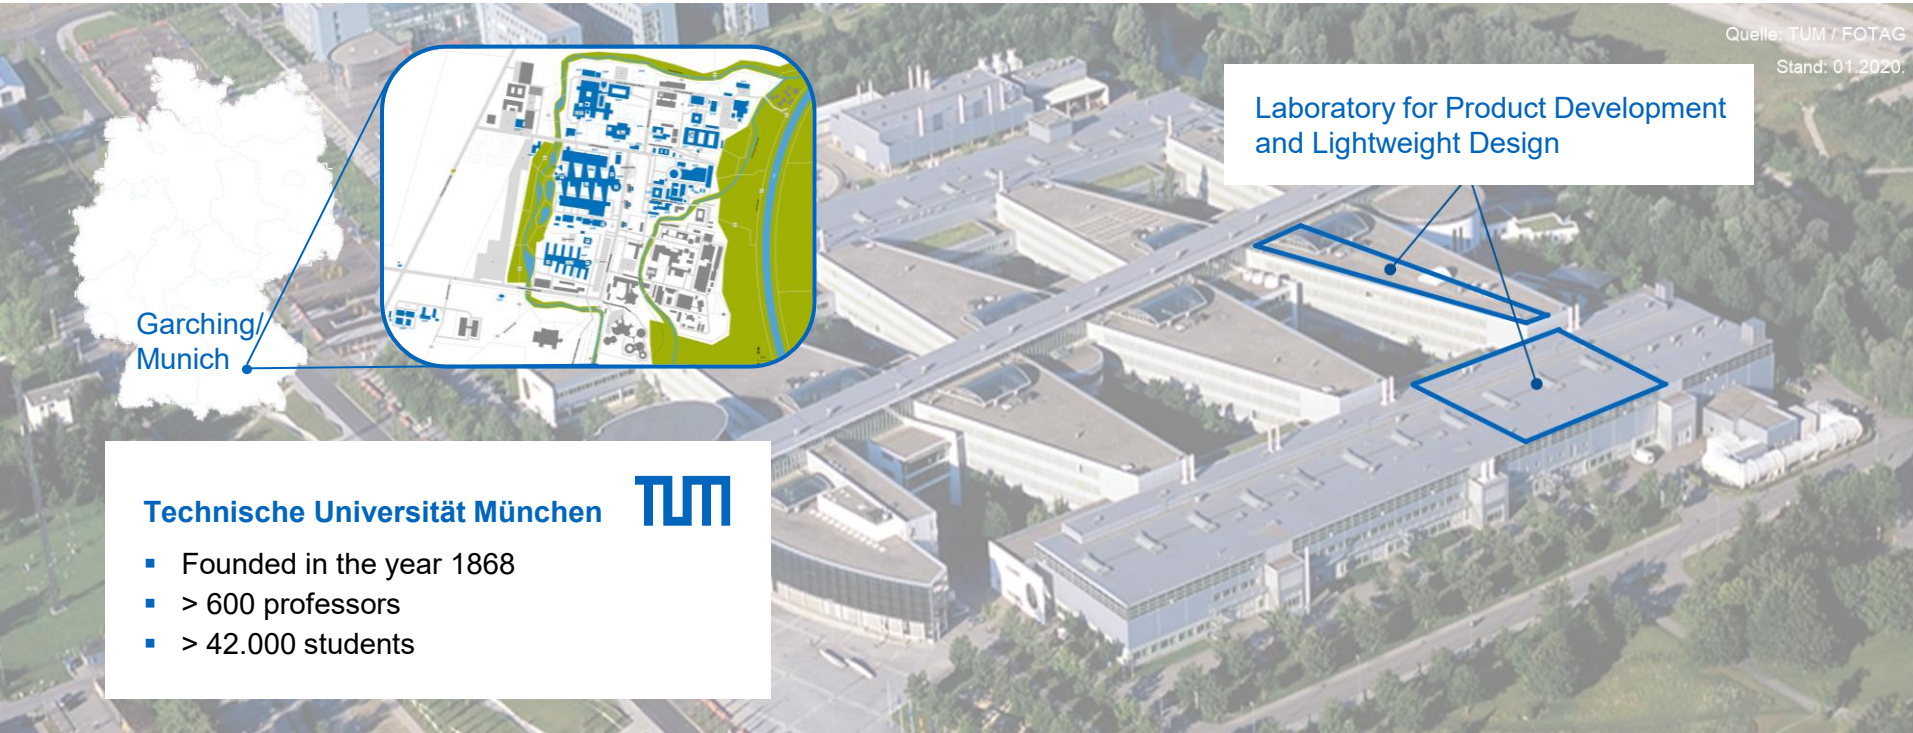 Quelle: TUM / FOTAG
Stand: 01.2020.
Laboratory for Product Development
and Lightweight Design
Garching/
Munich
Technische Universität München
TUM
▪ Founded in the year 1868
▪ > 600 professors
▪ > 42.000 students